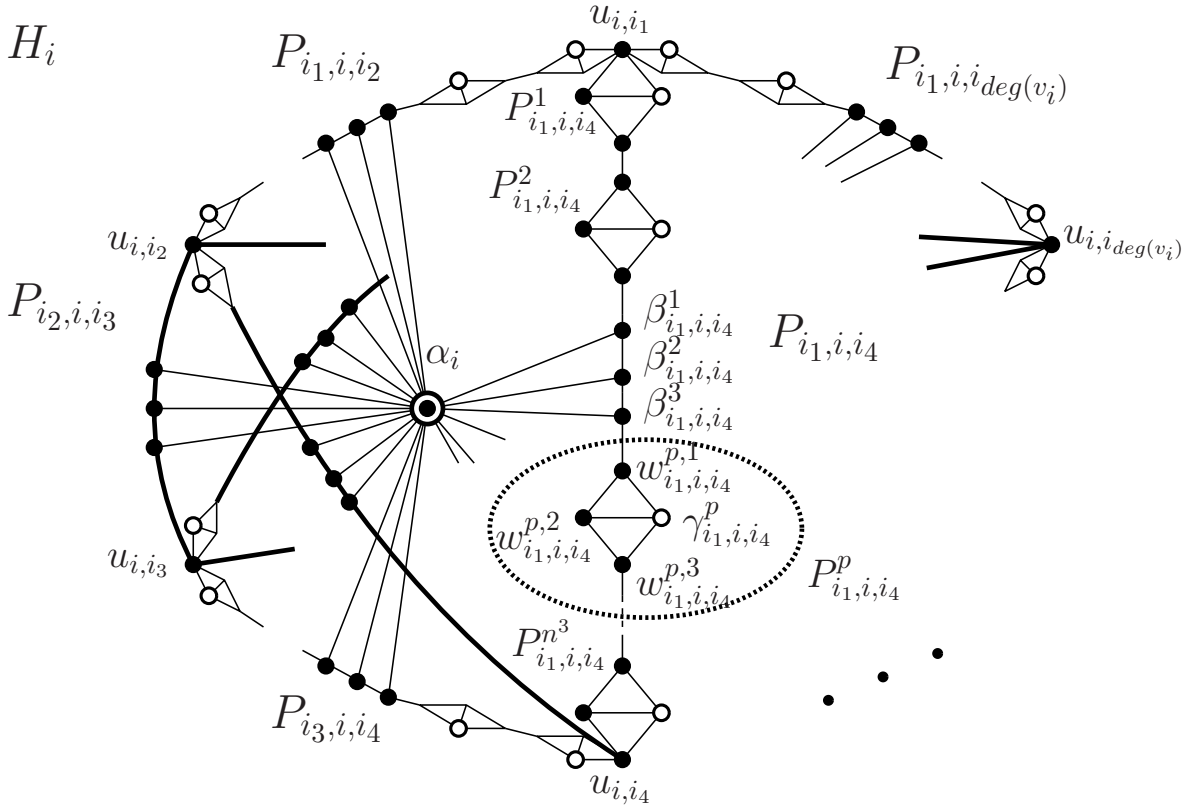 H_i
u_{i,i_1}
P_{i_1,i,i_2}
P_{i_1,i,i_{deg(v_i)}}
P^1_{i_1,i,i_4}
P^2_{i_1,i,i_4}
u_{i,i_2}
u_{i,i_{deg(v_i)}}
P_{i_2,i,i_3}
β^1_{i_1,i,i_4}
P_{i_1,i,i_4}
α_i
β^2_{i_1,i,i_4}
β^3_{i_1,i,i_4}
w^{p,1}_{i_1,i,i_4}
w^{p,2}_{i_1,i,i_4}
γ^p_{i_1,i,i_4}
u_{i,i_3}
w^{p,3}_{i_1,i,i_4}
P^p_{i_1,i,i_4}
P^{n^3}_{i_1,i,i_4}
P_{i_3,i,i_4}
u_{i,i_4}